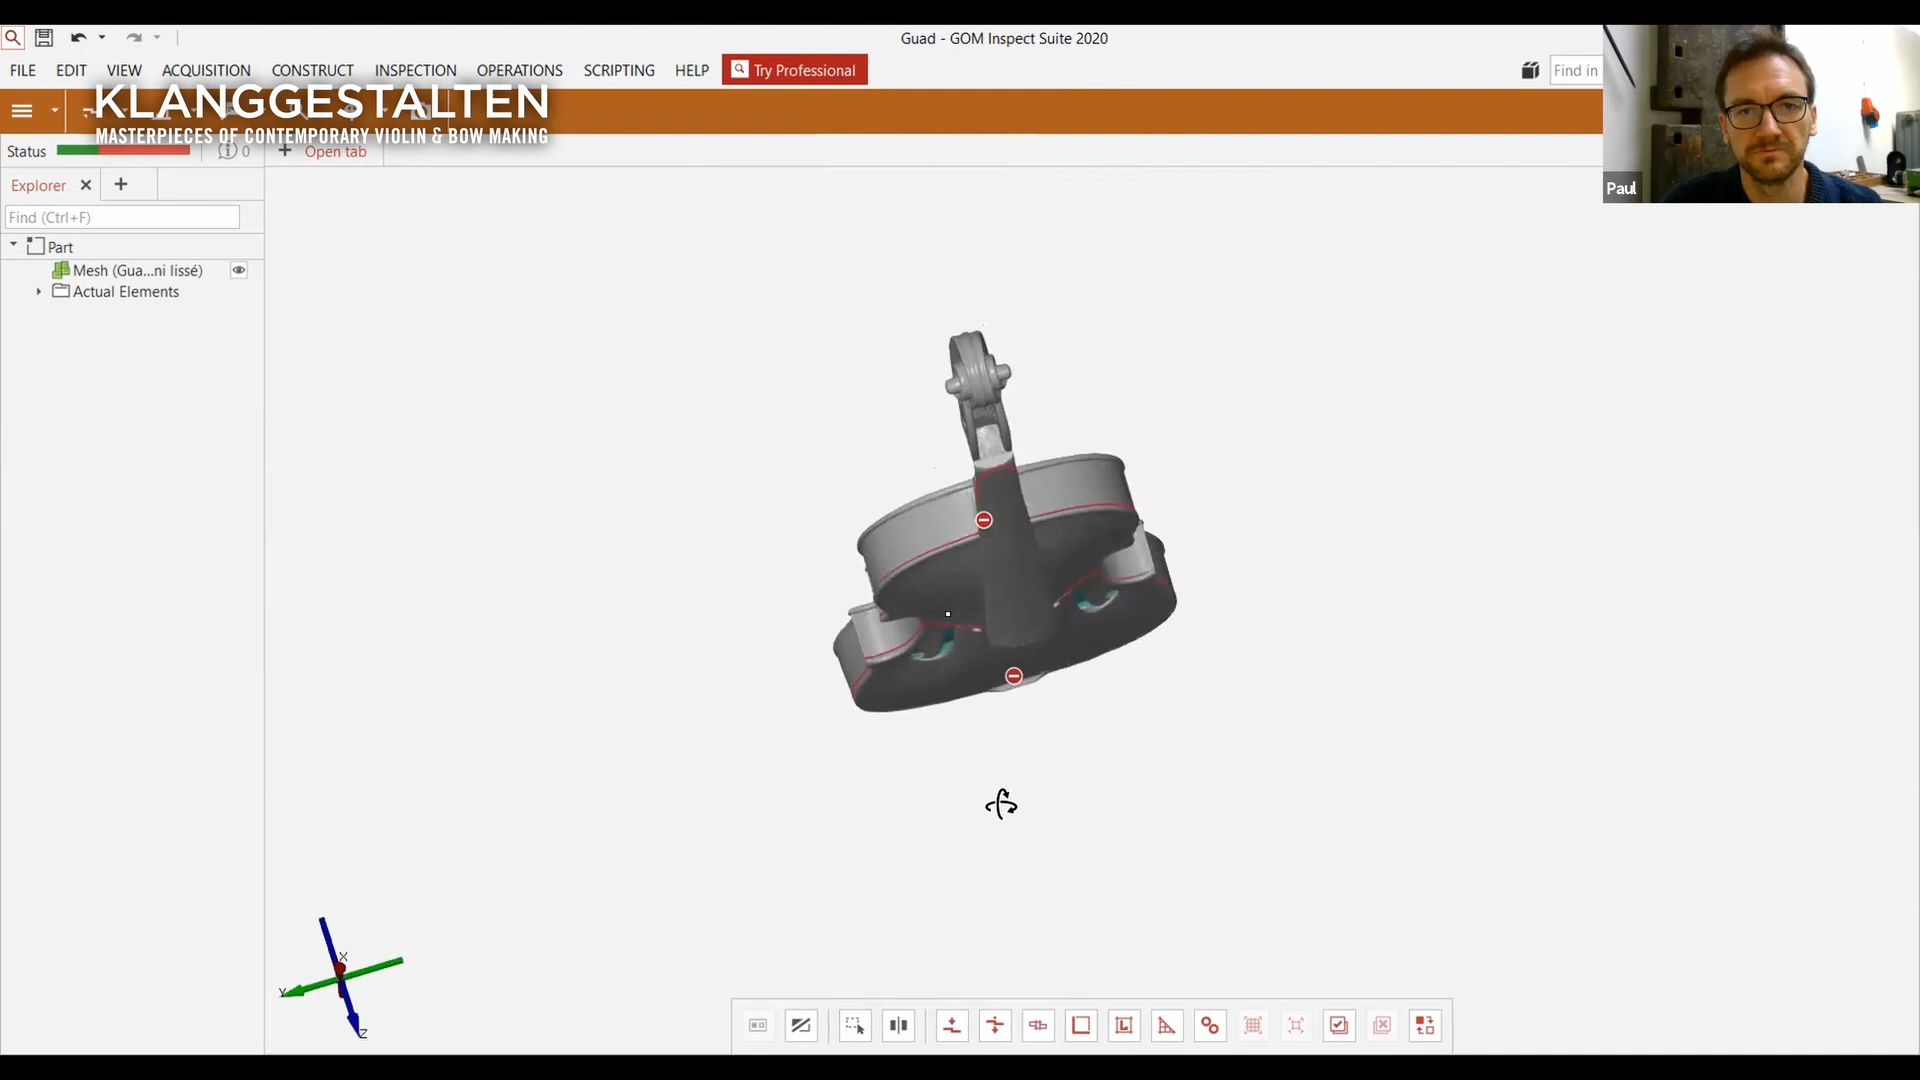 Guad - GOM Inspect Suite 2020
FILE EDIT VIEW ACQUISITION CONSTRUCT INSPECTION OPERATIONS SCRIPTING HELP Try Professional Find in
KLANGGESTALTEN
MASTERPIECES OF CONTEMPORARY VIOLIN & BOW MAKING
Status 0 + Open tab
Explorer
Find (Ctrl+F)
Part
Mesh (Gua...ni lissé)
Actual Elements
Paul
X
Y
Z